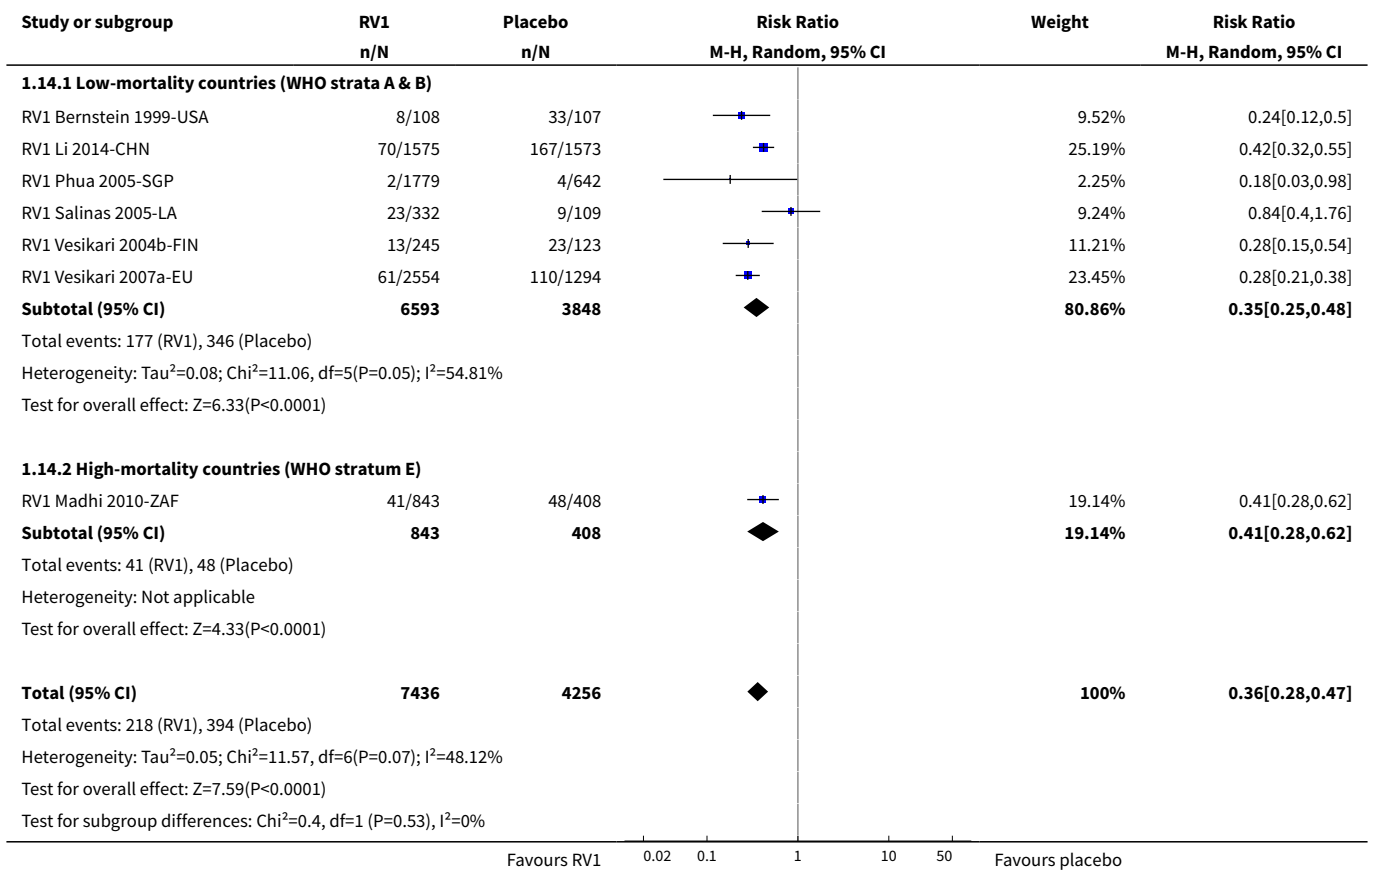 Study or subgroup RV1 Placebo Risk Ratio Weight Risk Ratio
n/N n/N M-H, Random, 95% CI M-H, Random, 95% CI
1.14.1 Low-mortality countries (WHO strata A & B)
RV1 Bernstein 1999-USA 8/108 33/107 9.52% 0.24[0.12,0.5]
RV1 Li 2014-CHN 70/1575 167/1573 25.19% 0.42[0.32,0.55]
RV1 Phua 2005-SGP 2/1779 4/642 2.25% 0.18[0.03,0.98]
RV1 Salinas 2005-LA 23/332 9/109 9.24% 0.84[0.4,1.76]
RV1 Vesikari 2004b-FIN 13/245 23/123 11.21% 0.28[0.15,0.54]
RV1 Vesikari 2007a-EU 61/2554 110/1294 23.45% 0.28[0.21,0.38]
Subtotal (95% CI) 6593 3848 80.86% 0.35[0.25,0.48]
Total events: 177 (RV1), 346 (Placebo)
Heterogeneity: Tau²=0.08; Chi²=11.06, df=5(P=0.05); I²=54.81%
Test for overall effect: Z=6.33(P<0.0001)
1.14.2 High-mortality countries (WHO stratum E)
RV1 Madhi 2010-ZAF 41/843 48/408 19.14% 0.41[0.28,0.62]
Subtotal (95% CI) 843 408 19.14% 0.41[0.28,0.62]
Total events: 41 (RV1), 48 (Placebo)
Heterogeneity: Not applicable
Test for overall effect: Z=4.33(P<0.0001)
Total (95% CI) 7436 4256 100% 0.36[0.28,0.47]
Total events: 218 (RV1), 394 (Placebo)
Heterogeneity: Tau²=0.05; Chi²=11.57, df=6(P=0.07); I²=48.12%
Test for overall effect: Z=7.59(P<0.0001)
Test for subgroup differences: Chi²=0.4, df=1 (P=0.53), I²=0%
Favours RV1 0.02 0.1 1 10 50 Favours placebo